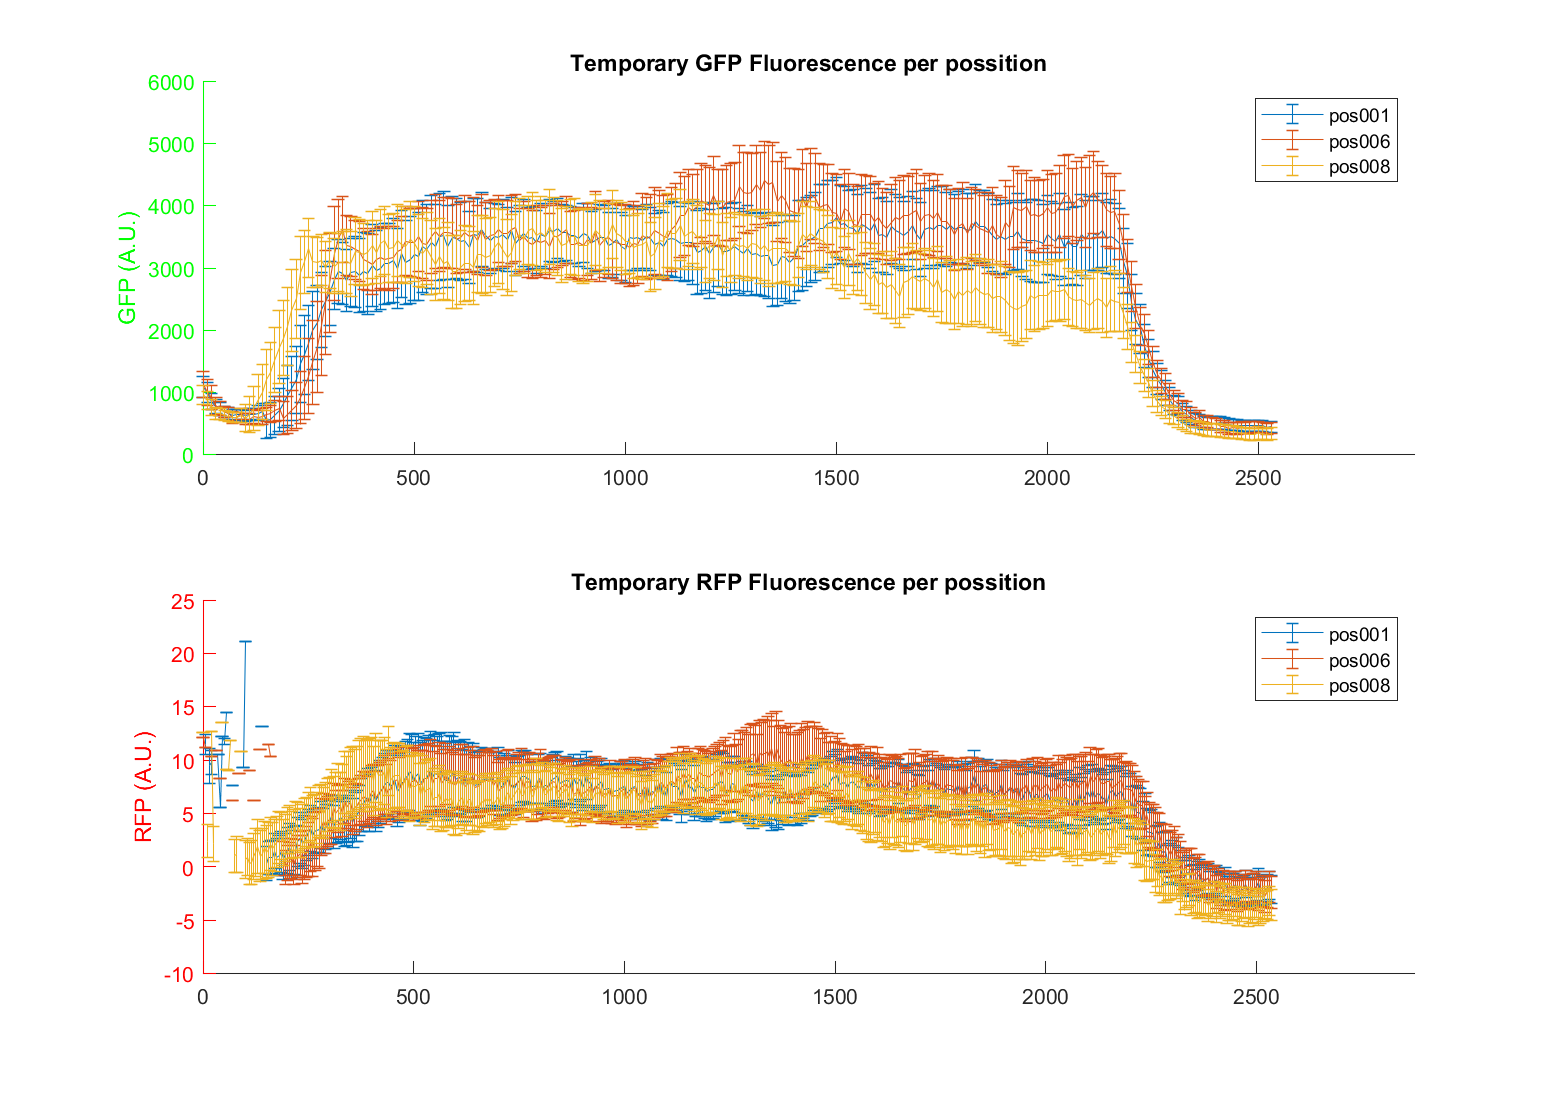 Temporary GFP Fluorescence per possition
6000
5000
4000
3000
2000
1000
0
GFP (A.U.)
0 500 1000 1500 2000 2500
pos001
pos006
pos008
Temporary RFP Fluorescence per possition
25
20
15
10
5
0
-5
-10
RFP (A.U.)
0 500 1000 1500 2000 2500
pos001
pos006
pos008